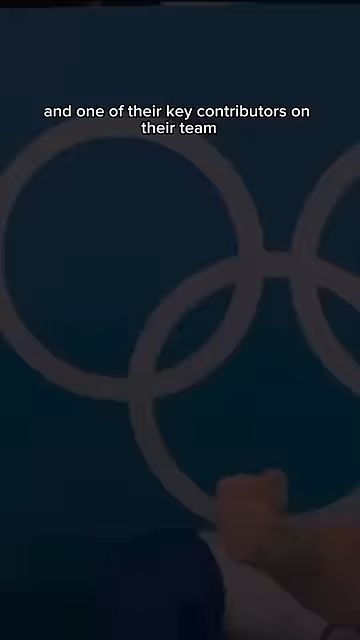 and one of their key contributors on
their team